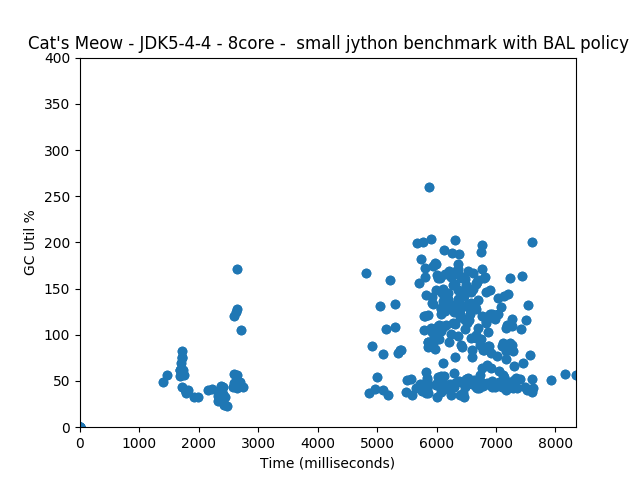 Cat's Meow - JDK5-4-4 - 8core -  small jython benchmark with BAL policy
400
350
300
250
200
150
100
50
0
GC Util %
0 1000 2000 3000 4000 5000 6000 7000 8000
Time (milliseconds)